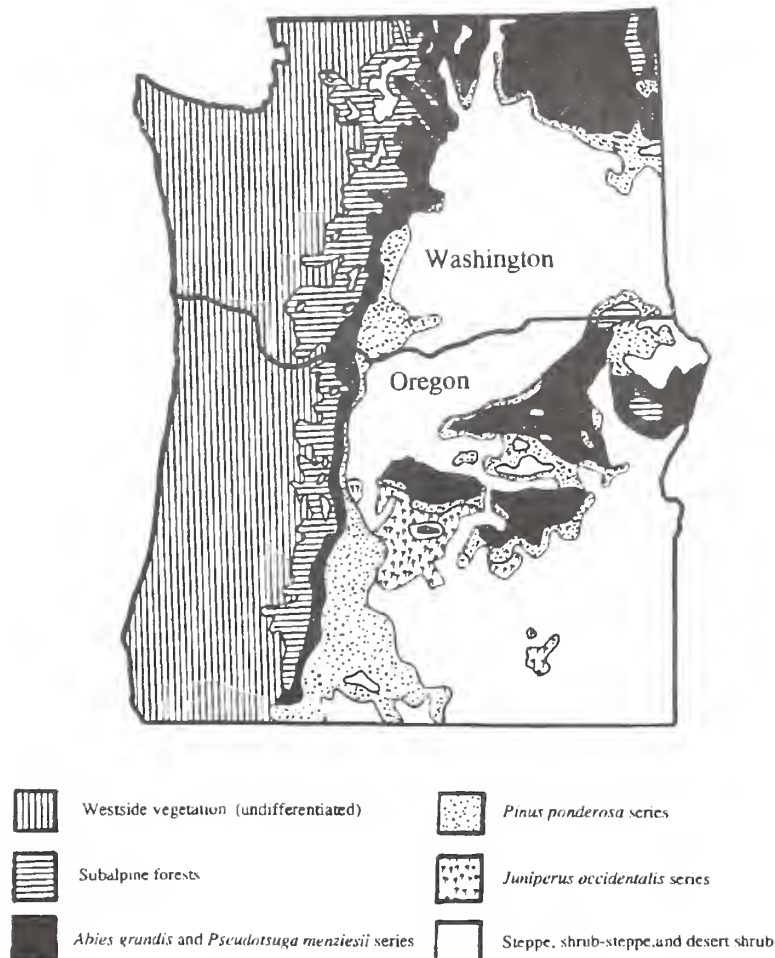 Washington
Oregon
Westside vegetation (undifferentiated)
Subalpine forests
Abies grandis and Pseudotsuga menziesii series
Pinus ponderosa series
Juniperus occidentalis series
Steppe, shrub-steppe,and desert shrub